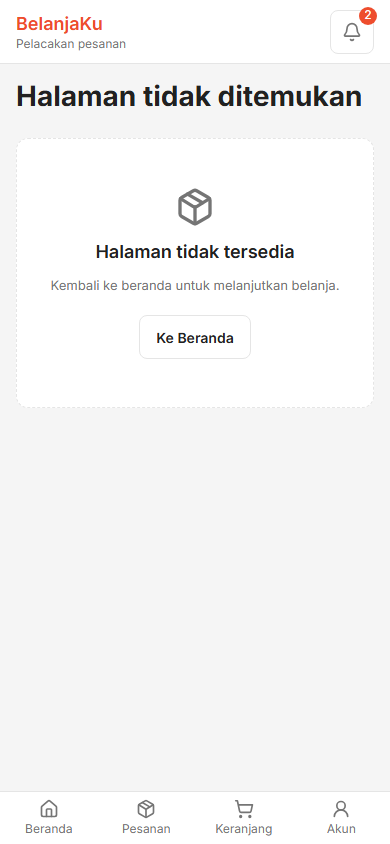 BelanjaKu
Pelacakan pesanan
2
Halaman tidak ditemukan
Halaman tidak tersedia
Kembali ke beranda untuk melanjutkan belanja.
Ke Beranda
Beranda
Pesanan
Keranjang
Akun